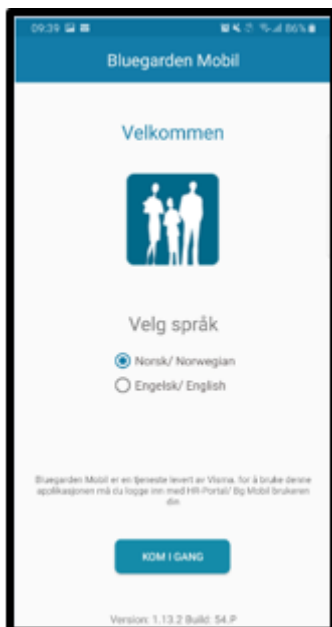 09:39
86%
Bluegarden Mobil
Velkommen
Velg språk
Norsk/ Norwegian
Engelsk/ English
Bluegarden Mobil er en tjeneste levert av Visma, for å bruke denne
applikasjonen må du logge inn med HR-Portal/ Bg Mobil brukeren
din
KOM I GANG
Version: 1.13.2 Build: 54.P